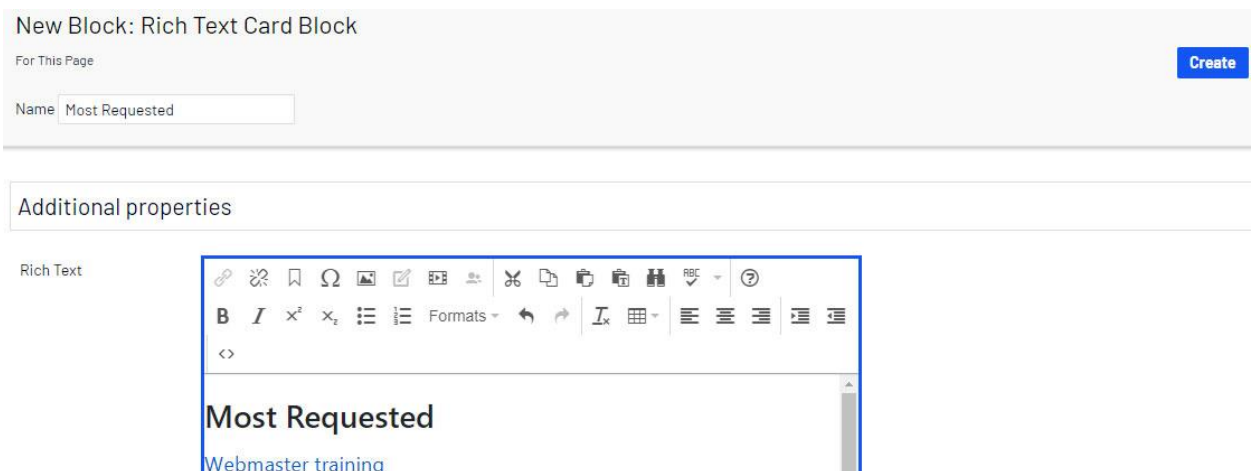 New Block: Rich Text Card Block
For This Page
Create
Name Most Requested
Additional properties
Rich Text
ABC
Formats
Most Requested
Webmaster training